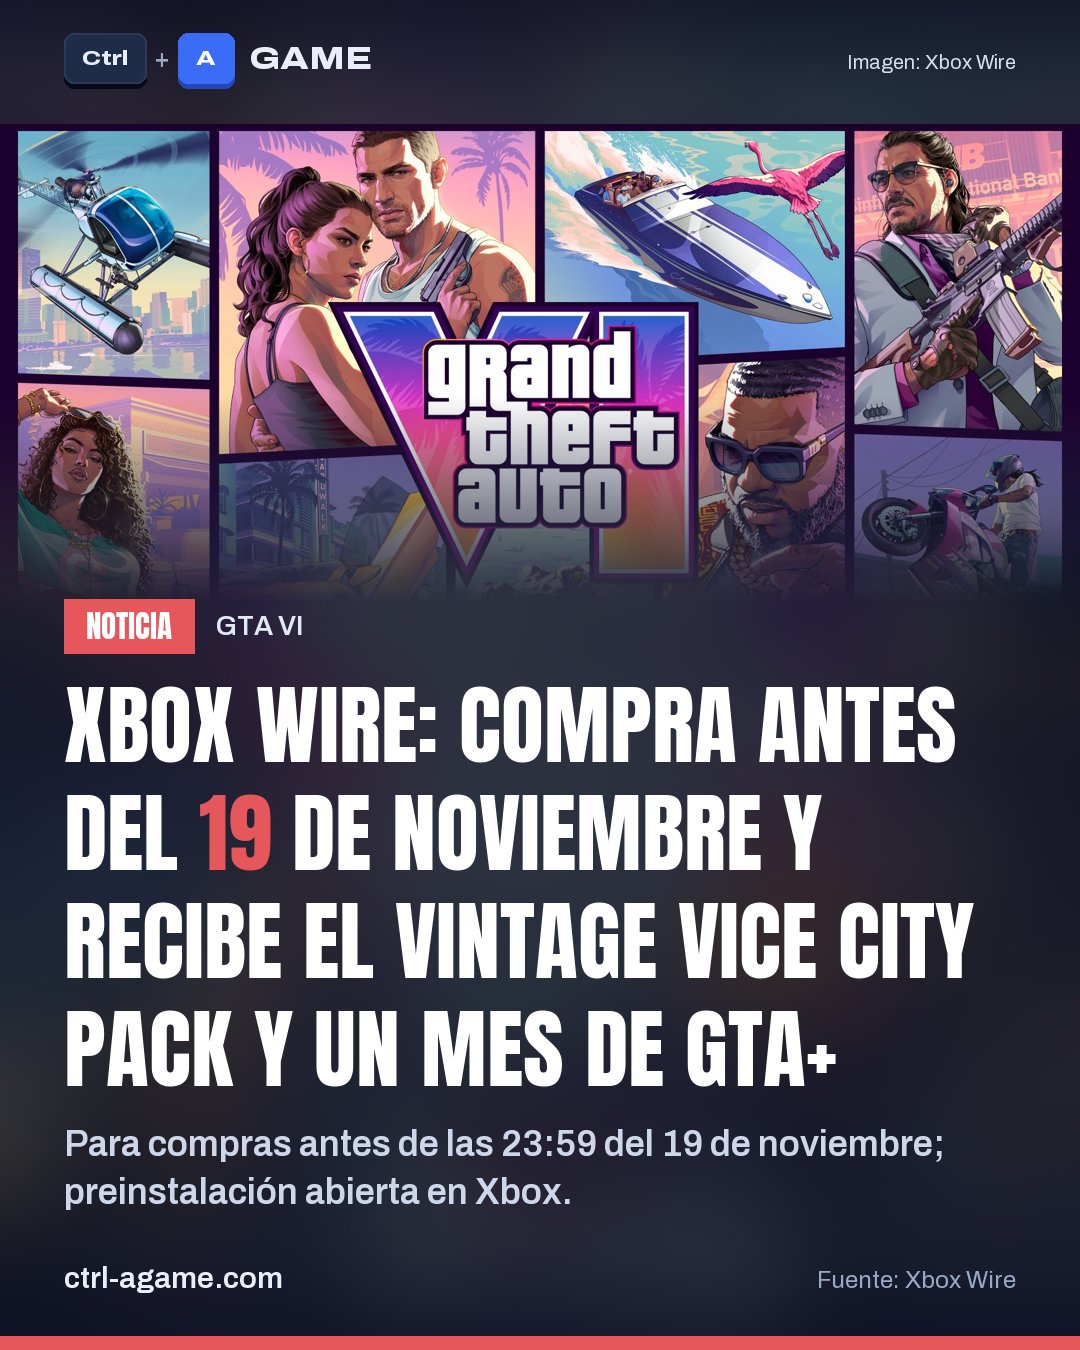 Ctrl + A GAME
Imagen: Xbox Wire
VI
grand
theft
auto
NOTICIA GTA VI
XBOX WIRE: COMPRA ANTES
DEL 19 DE NOVIEMBRE Y
RECIBE EL VINTAGE VICE CITY
PACK Y UN MES DE GTA+
Para compras antes de las 23:59 del 19 de noviembre;
preinstalación abierta en Xbox.
ctrl-agame.com
Fuente: Xbox Wire